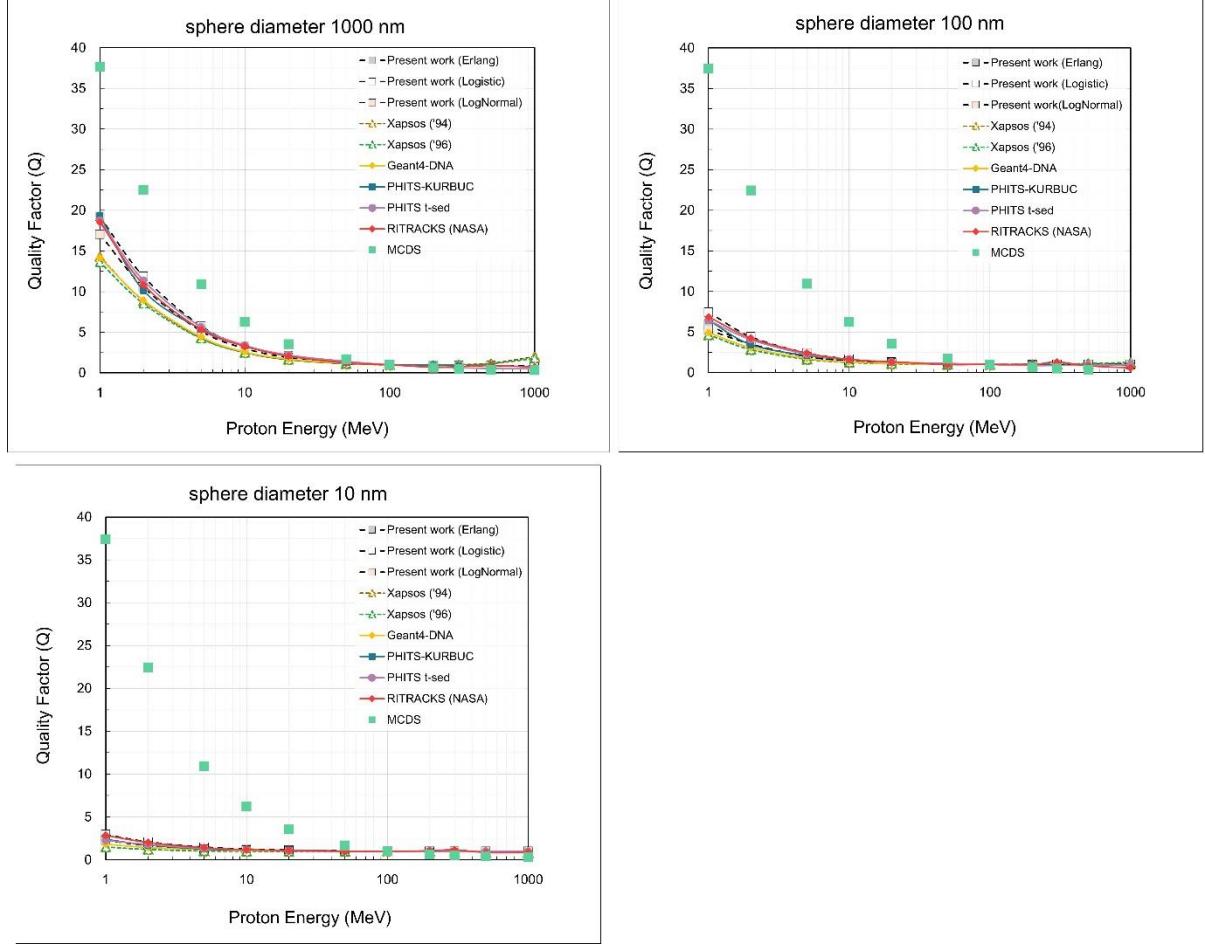 sphere diameter 1000 nm
40
35
30
25
20
15
10
5
0
Quality Factor (Q)
1
10
100
1000
Proton Energy (MeV)
Present work (Erlang)
Present work (Logistic)
Present work (LogNormal)
Xapsos ('94)
Xapsos ('96)
Geant4-DNA
PHITS-KURBUC
PHITS t-sed
RITRACKS (NASA)
MCDS
sphere diameter 100 nm
40
35
30
25
20
15
10
5
0
Quality Factor (Q)
1
10
100
1000
Proton Energy (MeV)
Present work (Erlang)
Present work (Logistic)
Present work(LogNormal)
Xapsos ('94)
Xapsos ('96)
Geant4-DNA
PHITS-KURBUC
PHITS t-sed
RITRACKS (NASA)
MCDS
sphere diameter 10 nm
40
35
30
25
20
15
10
5
0
Quality Factor (Q)
1
10
100
1000
Proton Energy (MeV)
Present work (Erlang)
Present work (Logistic)
Present work (LogNormal)
Xapsos ('94)
Xapsos ('96)
Geant4-DNA
PHITS-KURBUC
PHITS t-sed
RITRACKS (NASA)
MCDS